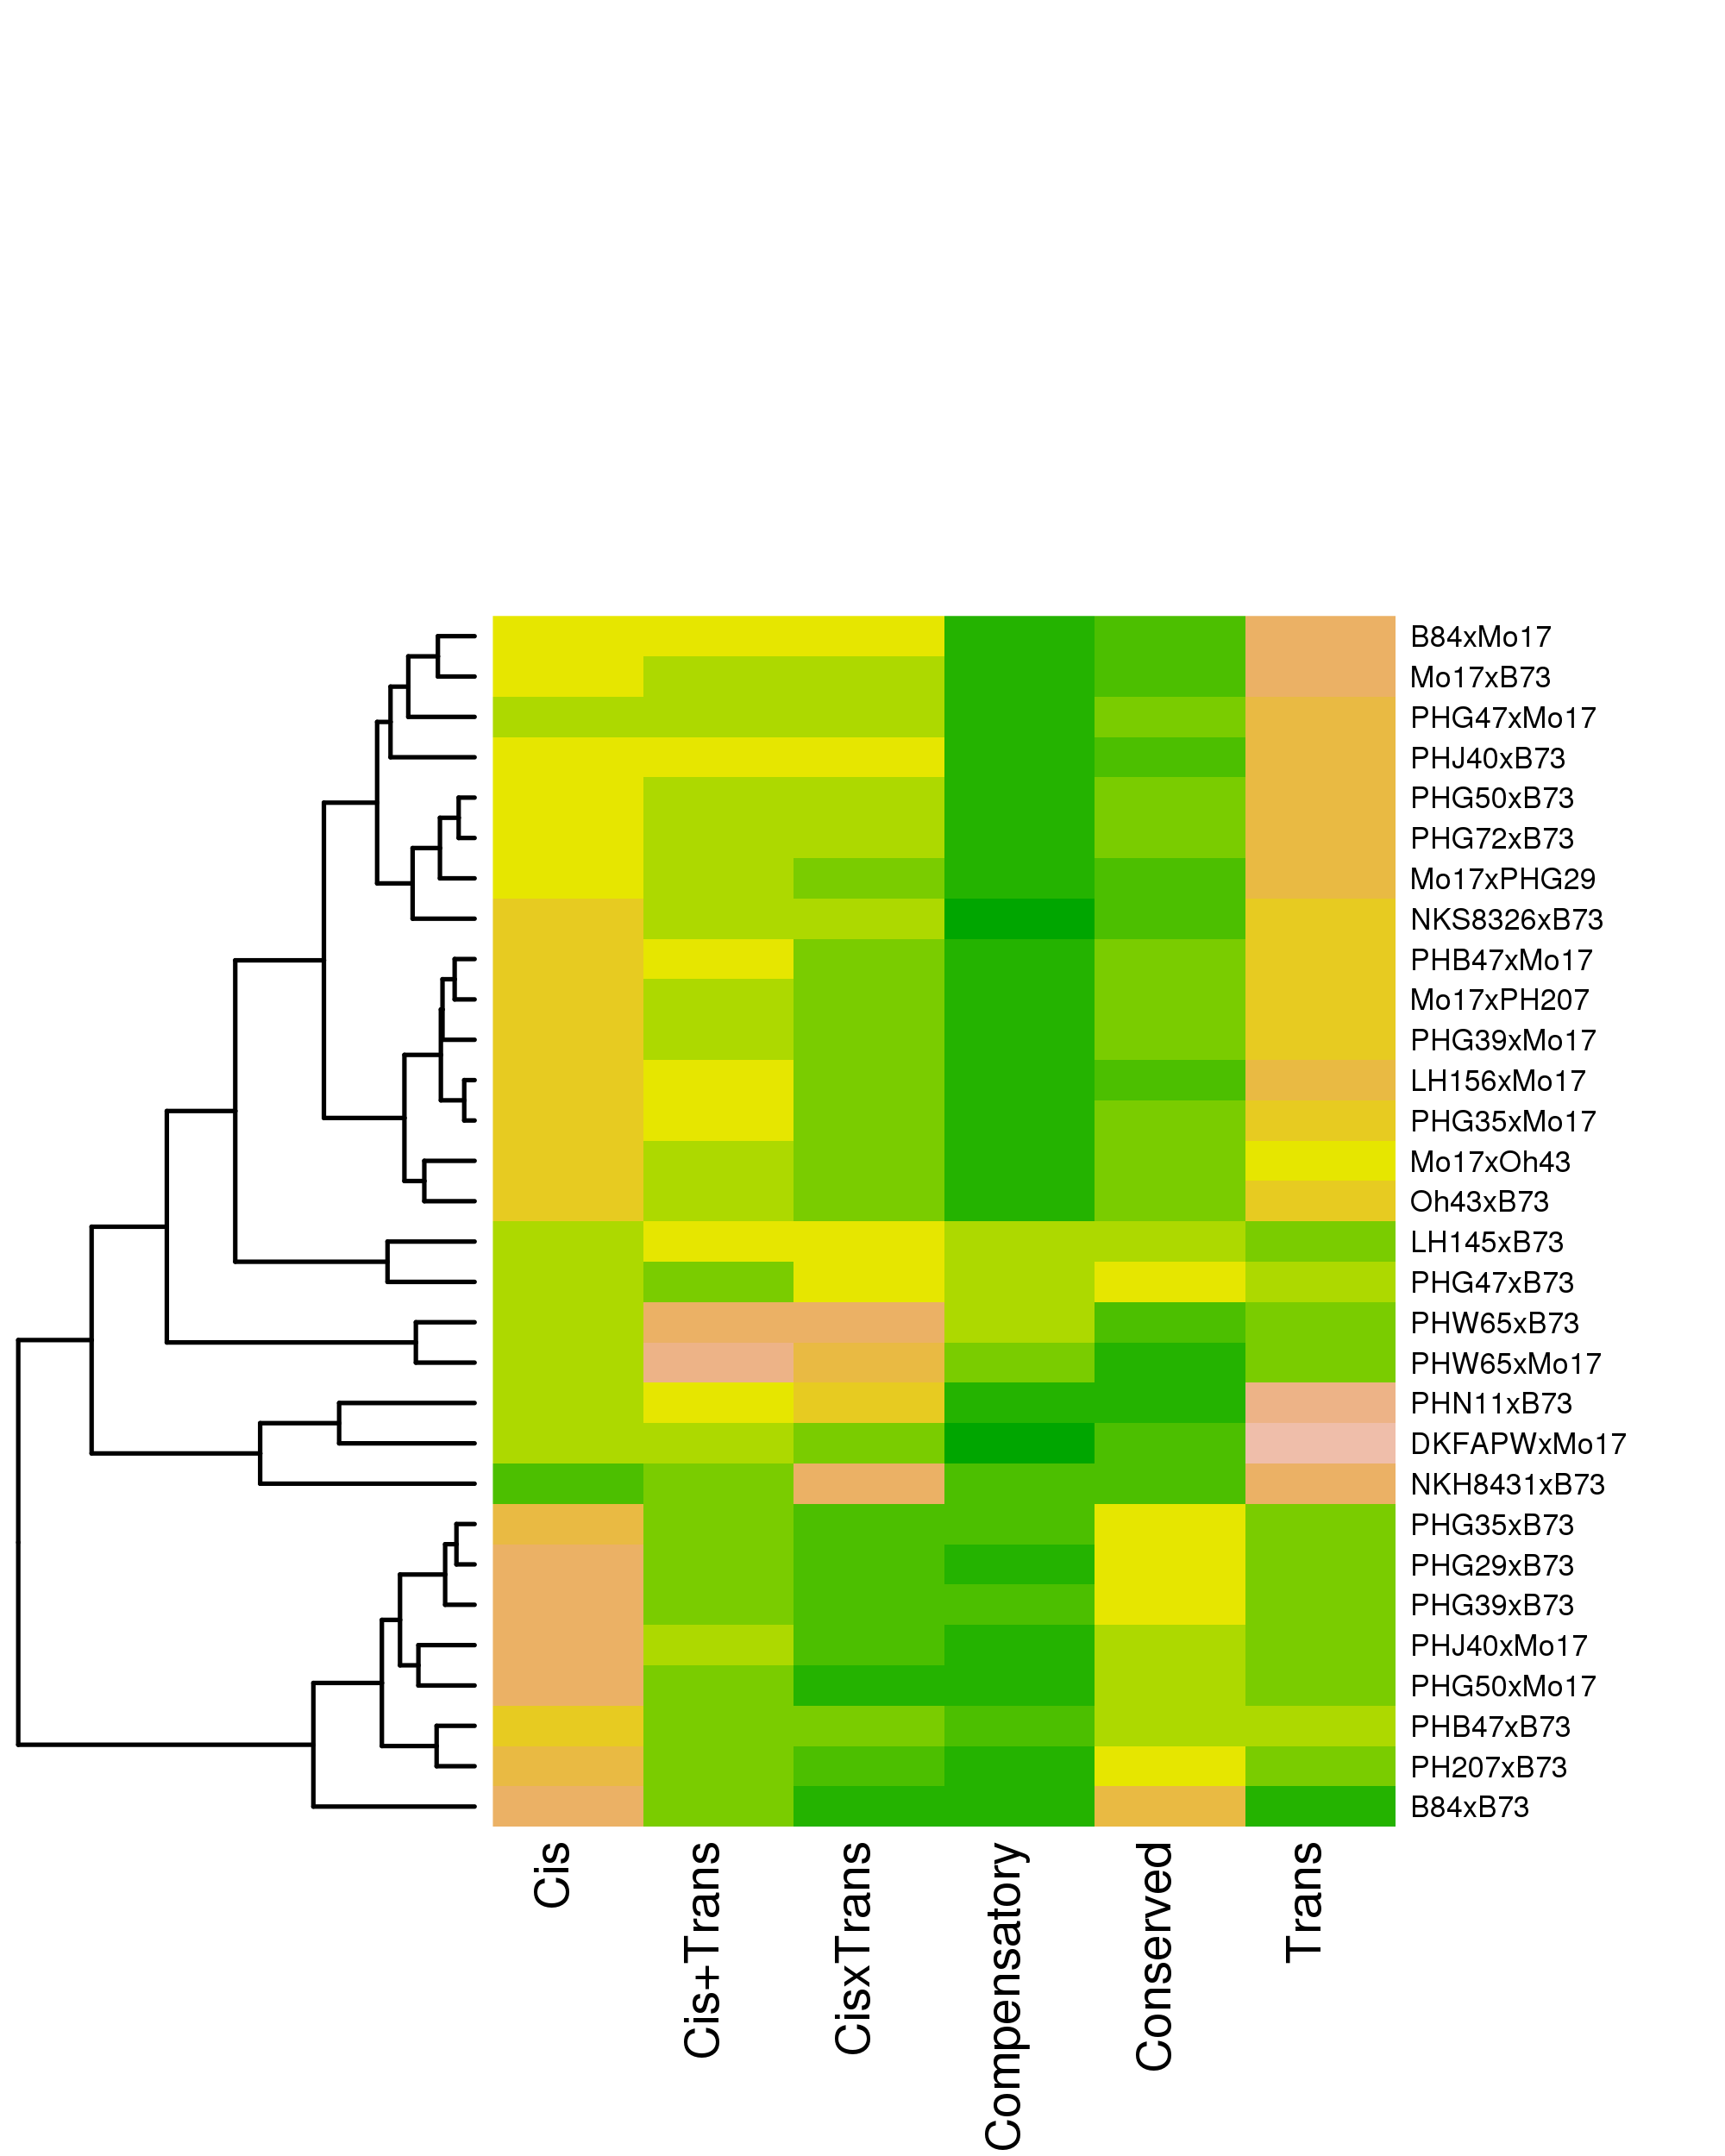 B84xMo17
Mo17xB73
PHG47xMo17
PHJ40xB73
PHG50xB73
PHG72xB73
Mo17xPHG29
NKS8326xB73
PHB47xMo17
Mo17xPH207
PHG39xMo17
LH156xMo17
PHG35xMo17
Mo17xOh43
Oh43xB73
LH145xB73
PHG47xB73
PHW65xB73
PHW65xMo17
PHN11xB73
DKFAPWxMo17
NKH8431xB73
PHG35xB73
PHG29xB73
PHG39xB73
PHJ40xMo17
PHG50xMo17
PHB47xB73
PH207xB73
B84xB73
Cis
Cis+Trans
CisxTrans
Compensatory
Conserved
Trans